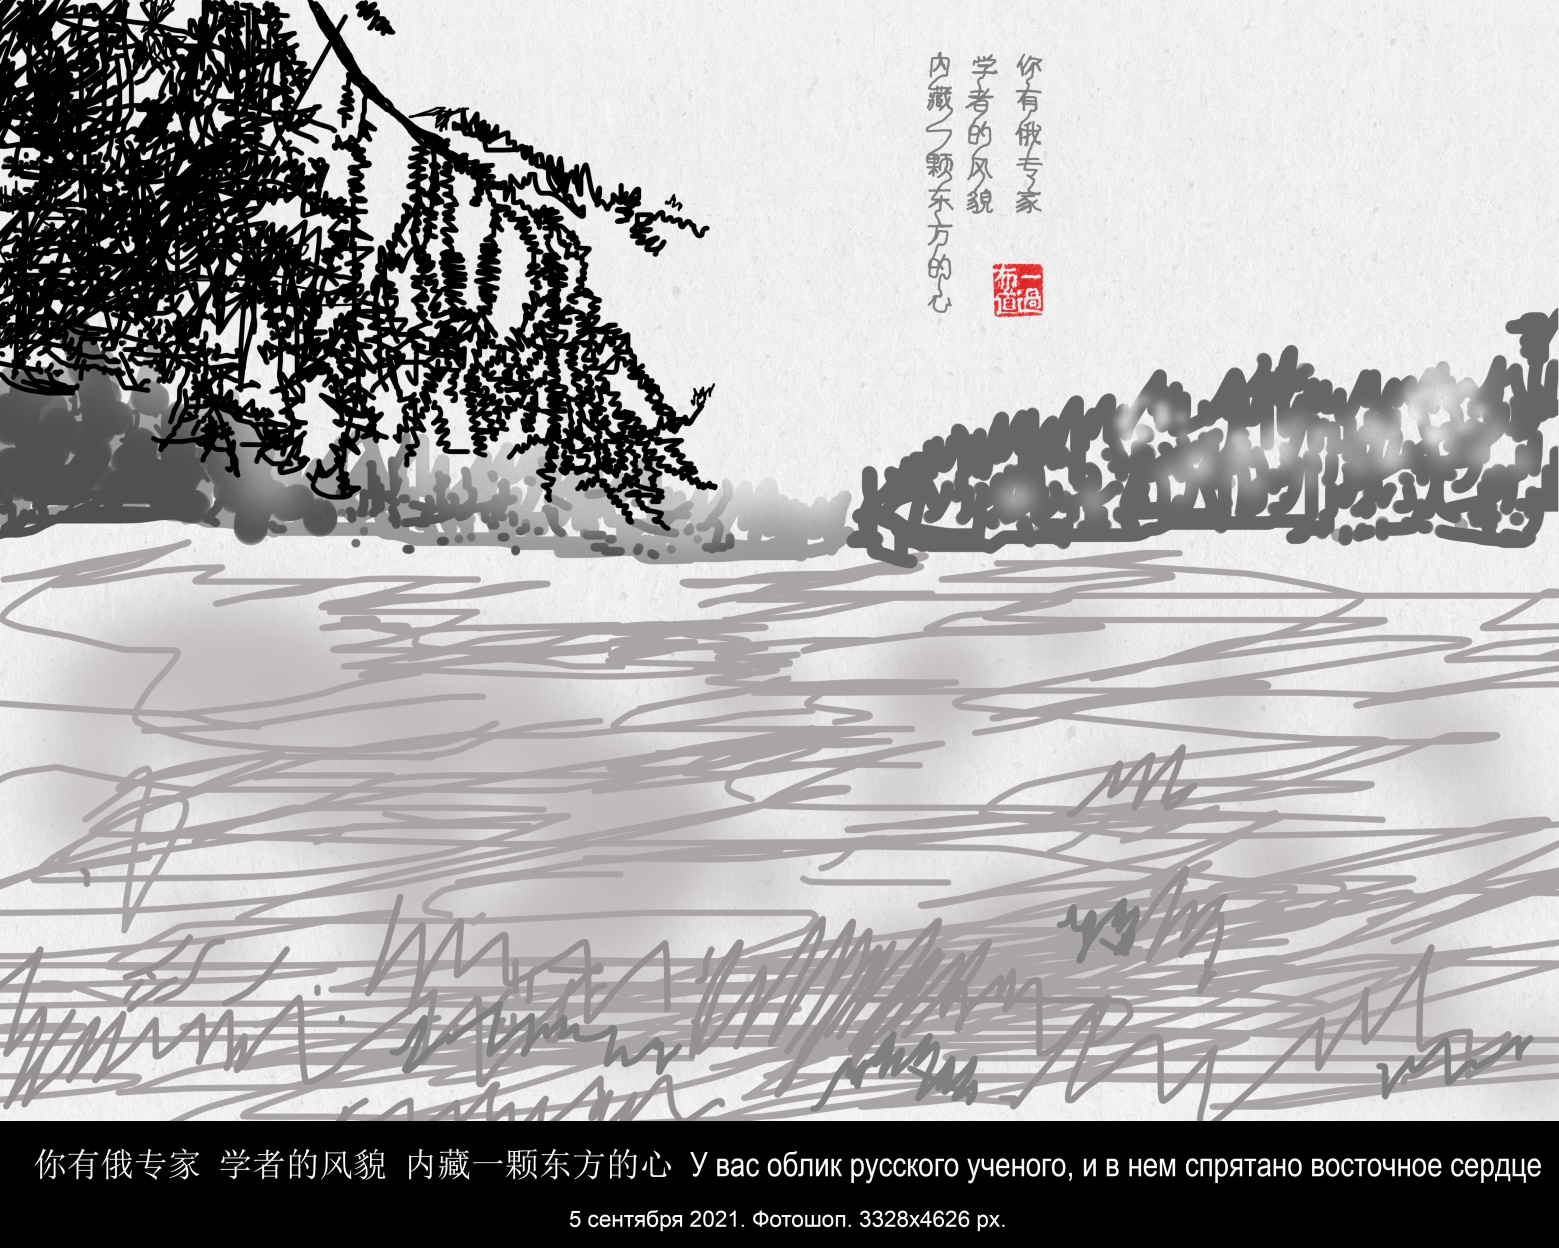 你有俄专家
学者的风貌
内藏一颗东方的心
一过
布道
你有俄专家 学者的风貌 内藏一颗东方的心 У вас облик русского ученого, и в нем спрятано восточное сердце
5 сентября 2021. Фотошоп. 3328x4626 px.